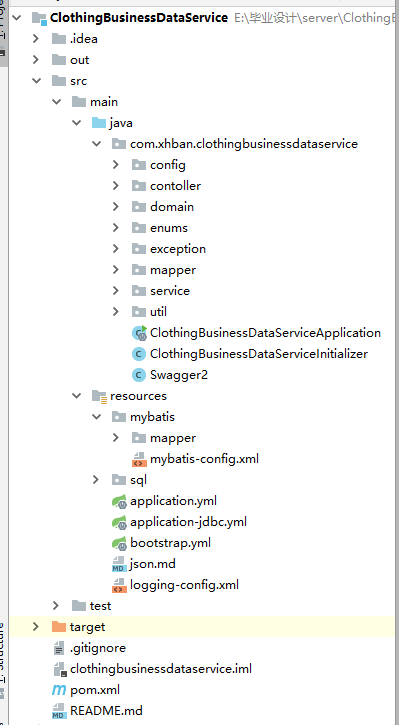 ClothingBusinessDataService E:\毕业设计\server\Clothing
.idea
out
src
main
java
com.xhban.clothingbusinessdataservice
config
contoller
domain
enums
exception
mapper
service
util
ClothingBusinessDataServiceApplication
ClothingBusinessDataServiceInitializer
Swagger2
resources
mybatis
mapper
mybatis-config.xml
sql
application.yml
application-jdbc.yml
bootstrap.yml
json.md
logging-config.xml
test
target
.gitignore
clothingbusinessdataservice.iml
pom.xml
README.md